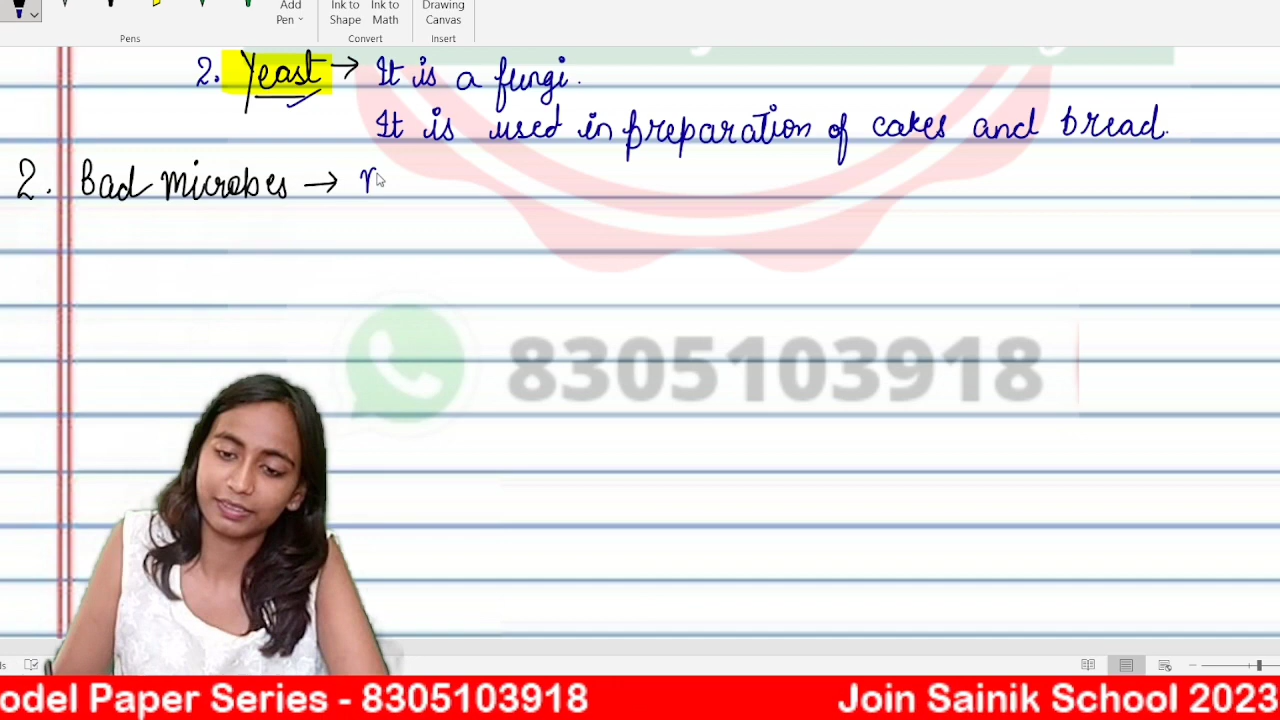 Add
Pen
Ink to
Shape
Ink to
Math
Drawing
Canvas
Pens
Convert
Insert
2. Yeast → It is a fungi.
It is used in preparation of cakes and bread.
2. Bad microbes →
8305103918
odel Paper Series - 8305103918
Join Sainik School 2023